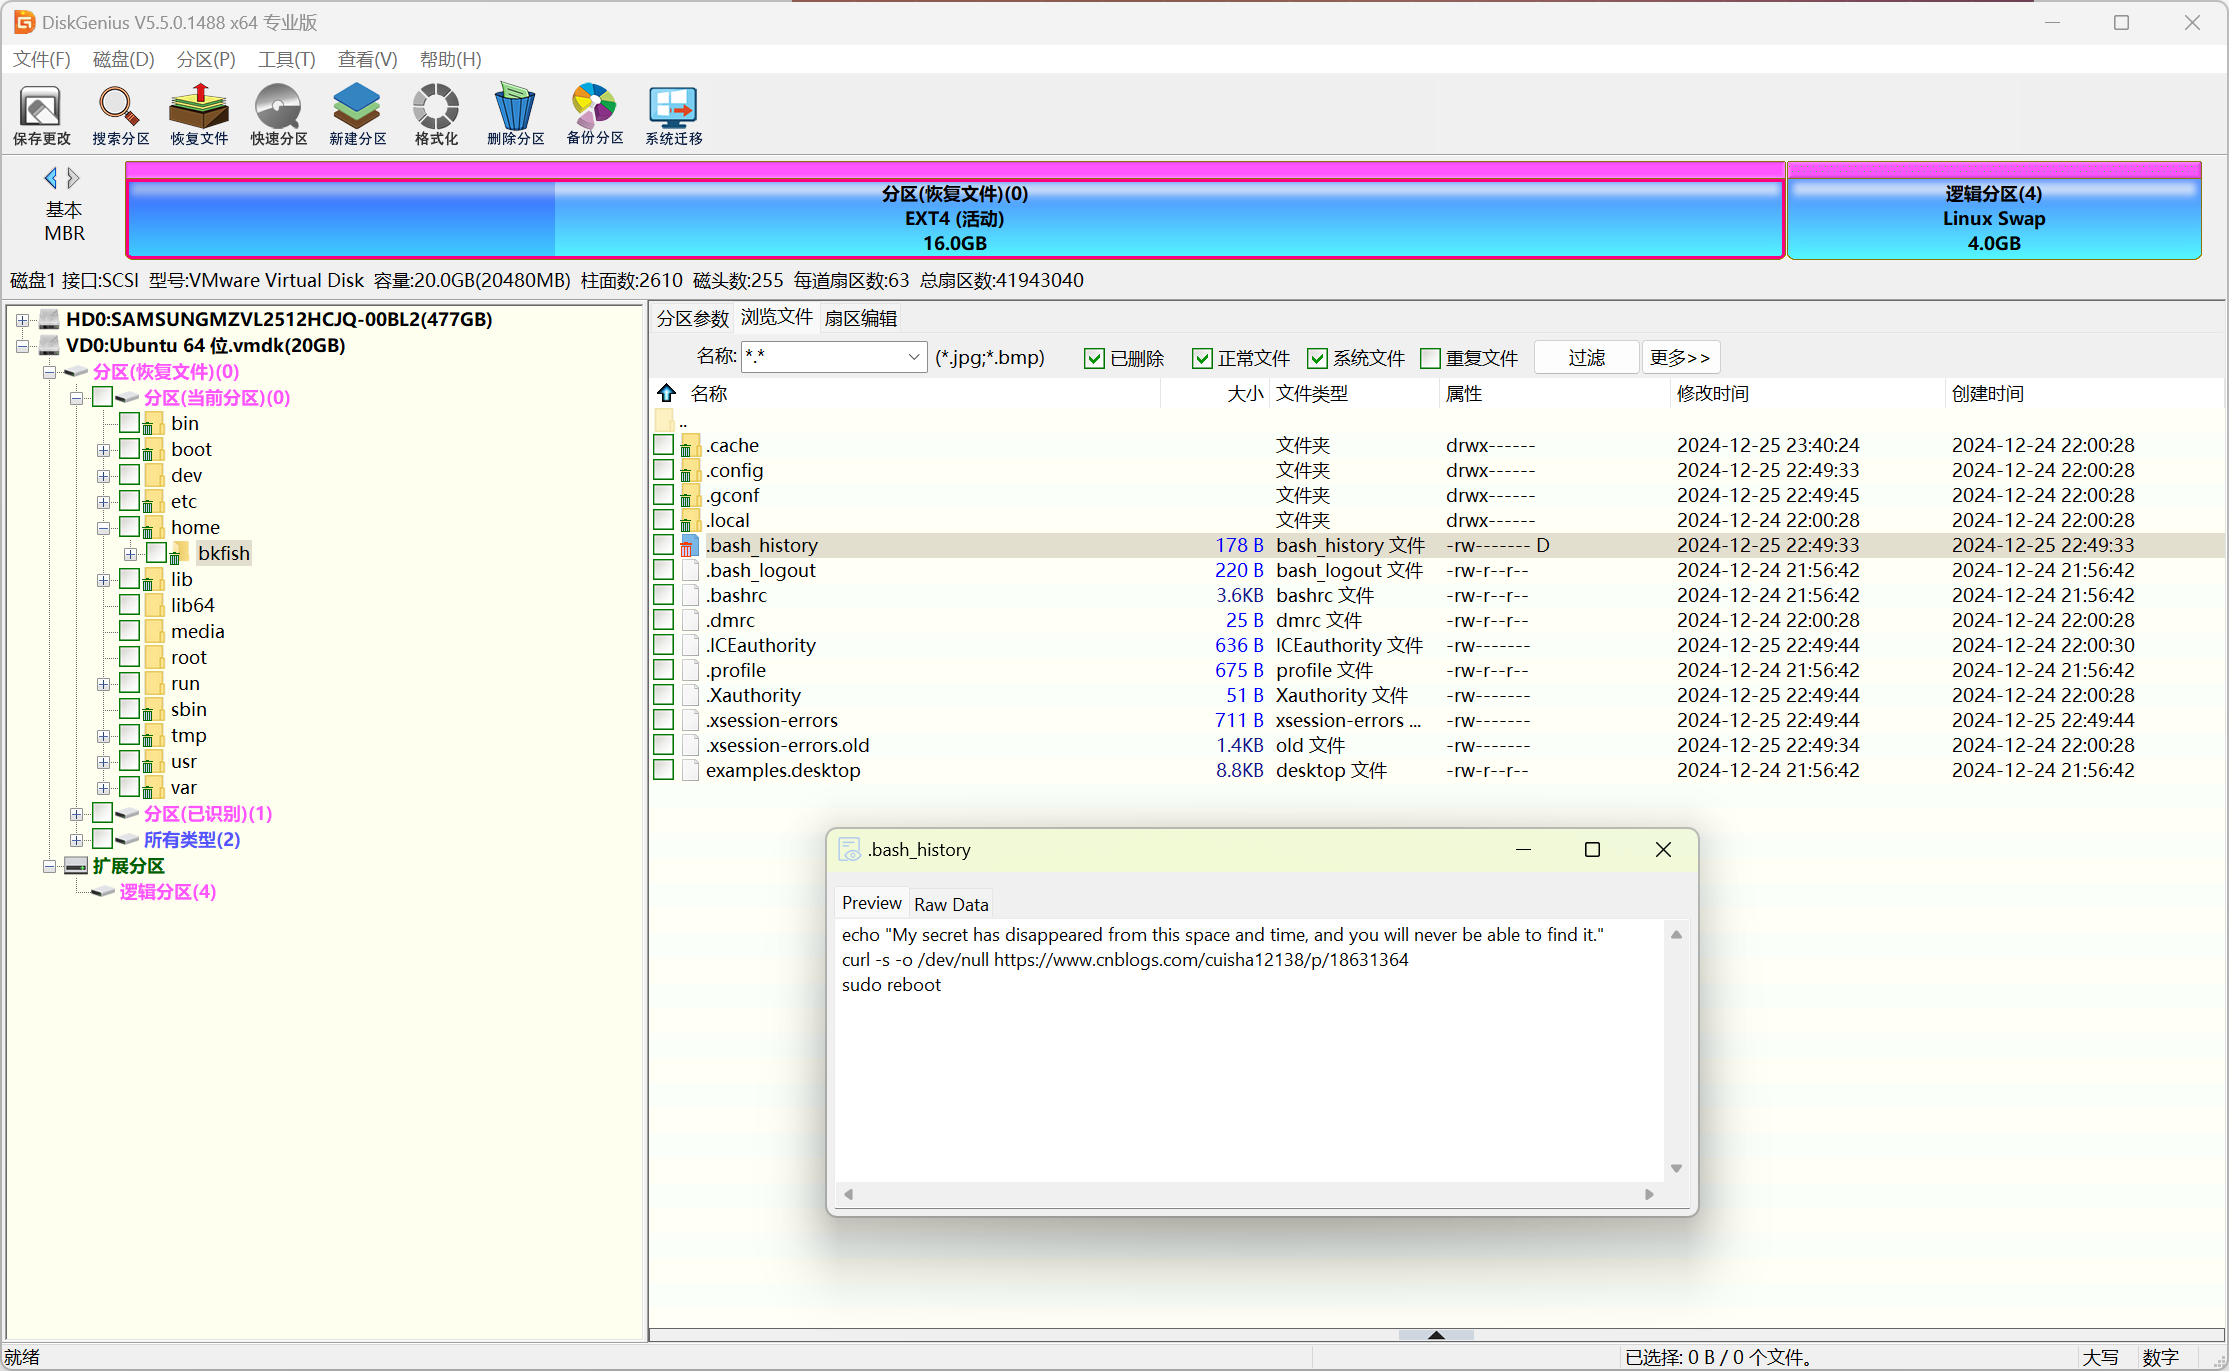 DiskGenius V5.5.0.1488 x64 专业版
文件(F) 磁盘(D) 分区(P) 工具(T) 查看(V) 帮助(H)
保存更改 搜索分区 恢复文件 快速分区 新建分区 格式化 删除分区 备份分区 系统迁移
基本
MBR
分区(恢复文件)(0)
EXT4 (活动)
16.0GB
逻辑分区(4)
Linux Swap
4.0GB
磁盘1 接口:SCSI 型号:VMware Virtual Disk 容量:20.0GB(20480MB) 柱面数:2610 磁头数:255 每道扇区数:63 总扇区数:41943040
HD0:SAMSUNGMZVL2512HCJQ-00BL2(477GB)
VD0:Ubuntu 64 位.vmdk(20GB)
分区(恢复文件)(0)
分区(当前分区)(0)
bin
boot
dev
etc
home
bkfish
lib
lib64
media
root
run
sbin
tmp
usr
var
分区(已识别)(1)
所有类型(2)
扩展分区
逻辑分区(4)
分区参数 浏览文件 扇区编辑
名称: *.* (*.jpg;*.bmp) 已删除 正常文件 系统文件 重复文件 过滤 更多>>
名称 大小 文件类型 属性 修改时间 创建时间
..
.cache 文件夹 drwx------ 2024-12-25 23:40:24 2024-12-24 22:00:28
.config 文件夹 drwx------ 2024-12-25 22:49:33 2024-12-24 22:00:28
.gconf 文件夹 drwx------ 2024-12-25 22:49:45 2024-12-24 22:00:28
.local 文件夹 drwx------ 2024-12-24 22:00:28 2024-12-24 22:00:28
.bash_history 178 B bash_history 文件 -rw------- D 2024-12-25 22:49:33 2024-12-25 22:49:33
.bash_logout 220 B bash_logout 文件 -rw-r--r-- 2024-12-24 21:56:42 2024-12-24 21:56:42
.bashrc 3.6KB bashrc 文件 -rw-r--r-- 2024-12-24 21:56:42 2024-12-24 21:56:42
.dmrc 25 B dmrc 文件 -rw-r--r-- 2024-12-24 22:00:28 2024-12-24 22:00:28
.ICEauthority 636 B ICEauthority 文件 -rw------- 2024-12-25 22:49:44 2024-12-24 22:00:30
.profile 675 B profile 文件 -rw-r--r-- 2024-12-24 21:56:42 2024-12-24 21:56:42
.Xauthority 51 B Xauthority 文件 -rw------- 2024-12-25 22:49:44 2024-12-24 22:00:28
.xsession-errors 711 B xsession-errors ... -rw------- 2024-12-25 22:49:44 2024-12-25 22:49:44
.xsession-errors.old 1.4KB old 文件 -rw------- 2024-12-25 22:49:34 2024-12-24 22:00:28
examples.desktop 8.8KB desktop 文件 -rw-r--r-- 2024-12-24 21:56:42 2024-12-24 21:56:42
.bash_history
Preview Raw Data
echo "My secret has disappeared from this space and time, and you will never be able to find it."
curl -s -o /dev/null https://www.cnblogs.com/cuisha12138/p/18631364
sudo reboot
就绪 已选择: 0 B / 0 个文件。 大写 数字